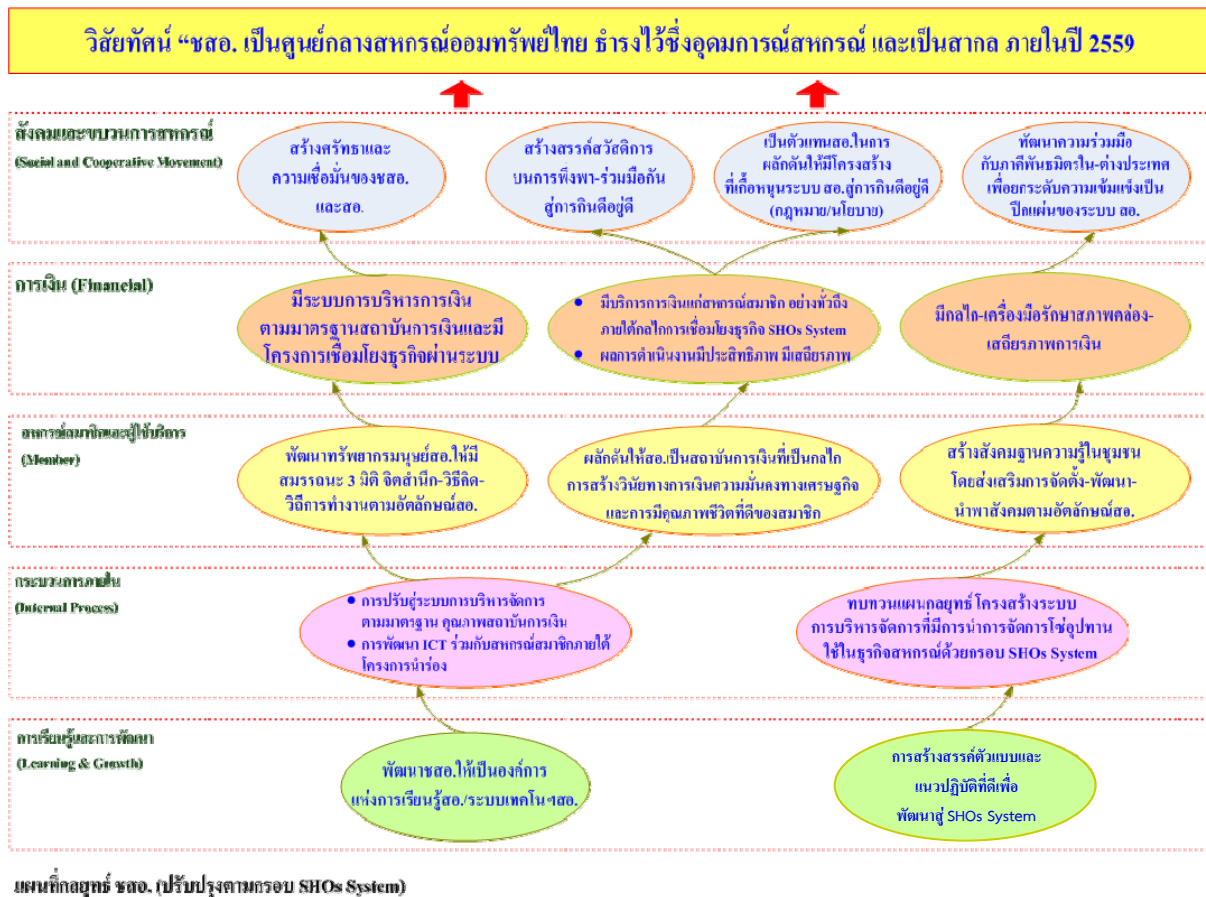 วิสัยทัศน์ “ชสอ. เป็นศูนย์กลางสหกรณ์ออมทรัพย์ไทย ธำรงไว้ซึ่งอุดมการณ์สหกรณ์ และเป็นสากล ภายในปี 2559
สังคมและขบวนการสหกรณ์
(Social and Cooperative Movement)
สร้างศรัทธาและ
ความเชื่อมั่นของชสอ.
และสอ.
สร้างสรรค์สวัสดิการ
บนการพึ่งพา-ร่วมมือกัน
สู่การกินดีอยู่ดี
เป็นตัวแทนสอ.ในการ
ผลักดันให้มีโครงสร้าง
ที่เกื้อหนุนระบบ สอ.สู่การกินดีอยู่ดี
(กฎหมาย/นโยบาย)
พัฒนาความร่วมมือ
กับภาคีพันธมิตรใน-ต่างประเทศ
เพื่อยกระดับความเข้มแข็งเป็น
ปึกแผ่นของระบบ สอ.
การเงิน (Financial)
มีระบบการบริหารการเงิน
ตามมาตรฐานสถาบันการเงินและมี
โครงการเชื่อมโยงธุรกิจผ่านระบบ
• มีบริการการเงินแก่สหกรณ์สมาชิก อย่างทั่วถึง
ภายใต้กลไกการเชื่อมโยงธุรกิจ SHOs System
• ผลการดำเนินงานมีประสิทธิภาพ มีเสถียรภาพ
มีกลไก-เครื่องมือรักษาสภาพคล่อง-
เสถียรภาพการเงิน
สหกรณ์สมาชิกและผู้ใช้บริการ
(Member)
พัฒนาทรัพยากรมนุษย์สอ.ให้มี
สมรรถนะ 3 มิติ จิตสำนึก-วิธีคิด-
วิถีการทำงานตามอัตลักษณ์สอ.
ผลักดันให้สอ.เป็นสถาบันการเงินที่เป็นกลไก
การสร้างวินัยทางการเงินความมั่นคงทางเศรษฐกิจ
และการมีคุณภาพชีวิตที่ดีของสมาชิก
สร้างสังคมฐานความรู้ในชุมชน
โดยส่งเสริมการจัดตั้ง-พัฒนา-
นำพาสังคมตามอัตลักษณ์สอ.
กระบวนการภายใน
(Internal Process)
• การปรับสู่ระบบการบริหารจัดการ
ตามมาตรฐาน คุณภาพสถาบันการเงิน
• การพัฒนา ICT ร่วมกับสหกรณ์สมาชิกภายใต้
โครงการนำร่อง
ทบทวนแผนกลยุทธ์ โครงสร้างระบบ
การบริหารจัดการที่มีการนำการจัดการโซ่อุปทาน
ใช้ในธุรกิจสหกรณ์ด้วยกรอบ SHOs System
การเรียนรู้และการพัฒนา
(Learning & Growth)
พัฒนาชสอ.ให้เป็นองค์การ
แห่งการเรียนรู้สอ./ระบบเทคโนฯสอ.
การสร้างสรรค์ตัวแบบและ
แนวปฏิบัติที่ดีเพื่อ
พัฒนาสู่ SHOs System
แผนที่กลยุทธ์ ชสอ. (ปรับปรุงตามกรอบ SHOs System)